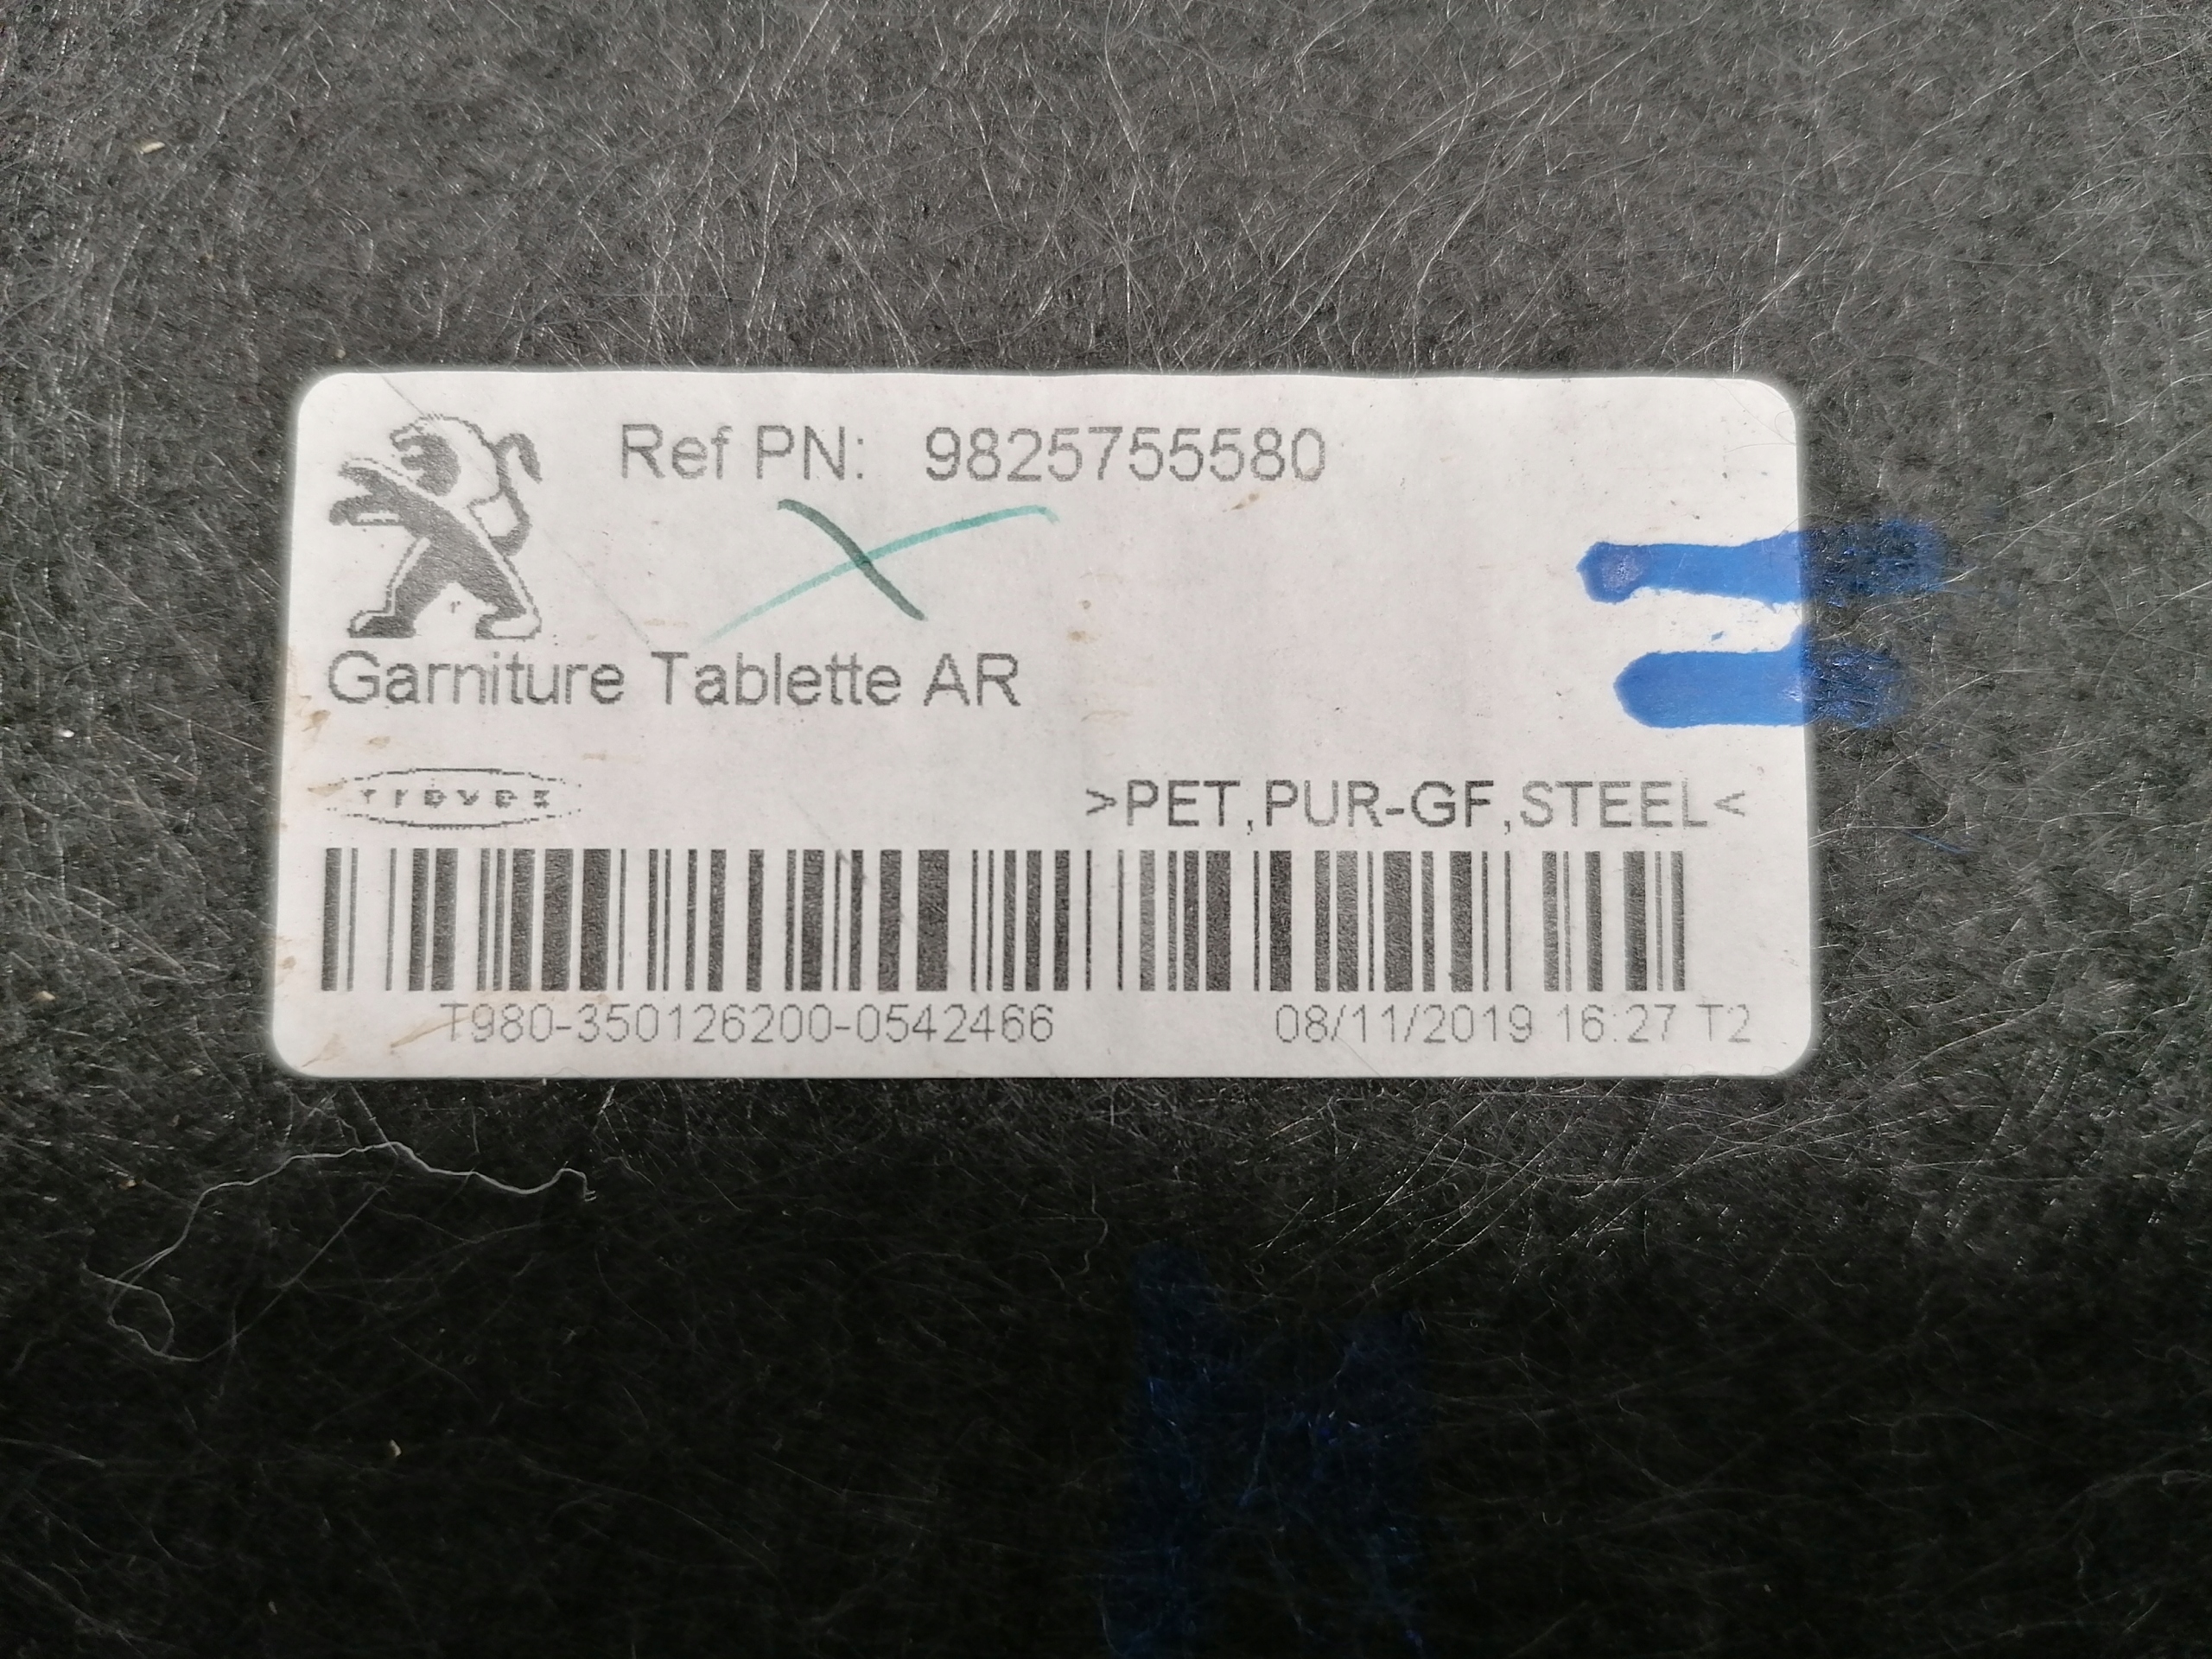 Ref PN: 9825755580
Garniture Tablette AR
treves
>PET,PUR-GF,STEEL<
T980-350126200-0542466
08/11/2019 16:27 T2